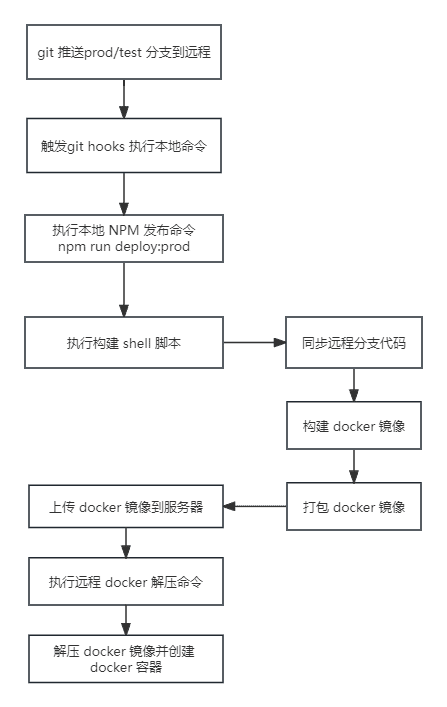 git 推送prod/test 分支到远程
触发git hooks 执行本地命令
执行本地 NPM 发布命令
npm run deploy:prod
执行构建 shell 脚本
同步远程分支代码
构建 docker 镜像
打包 docker 镜像
上传 docker 镜像到服务器
执行远程 docker 解压命令
解压 docker 镜像并创建
docker 容器